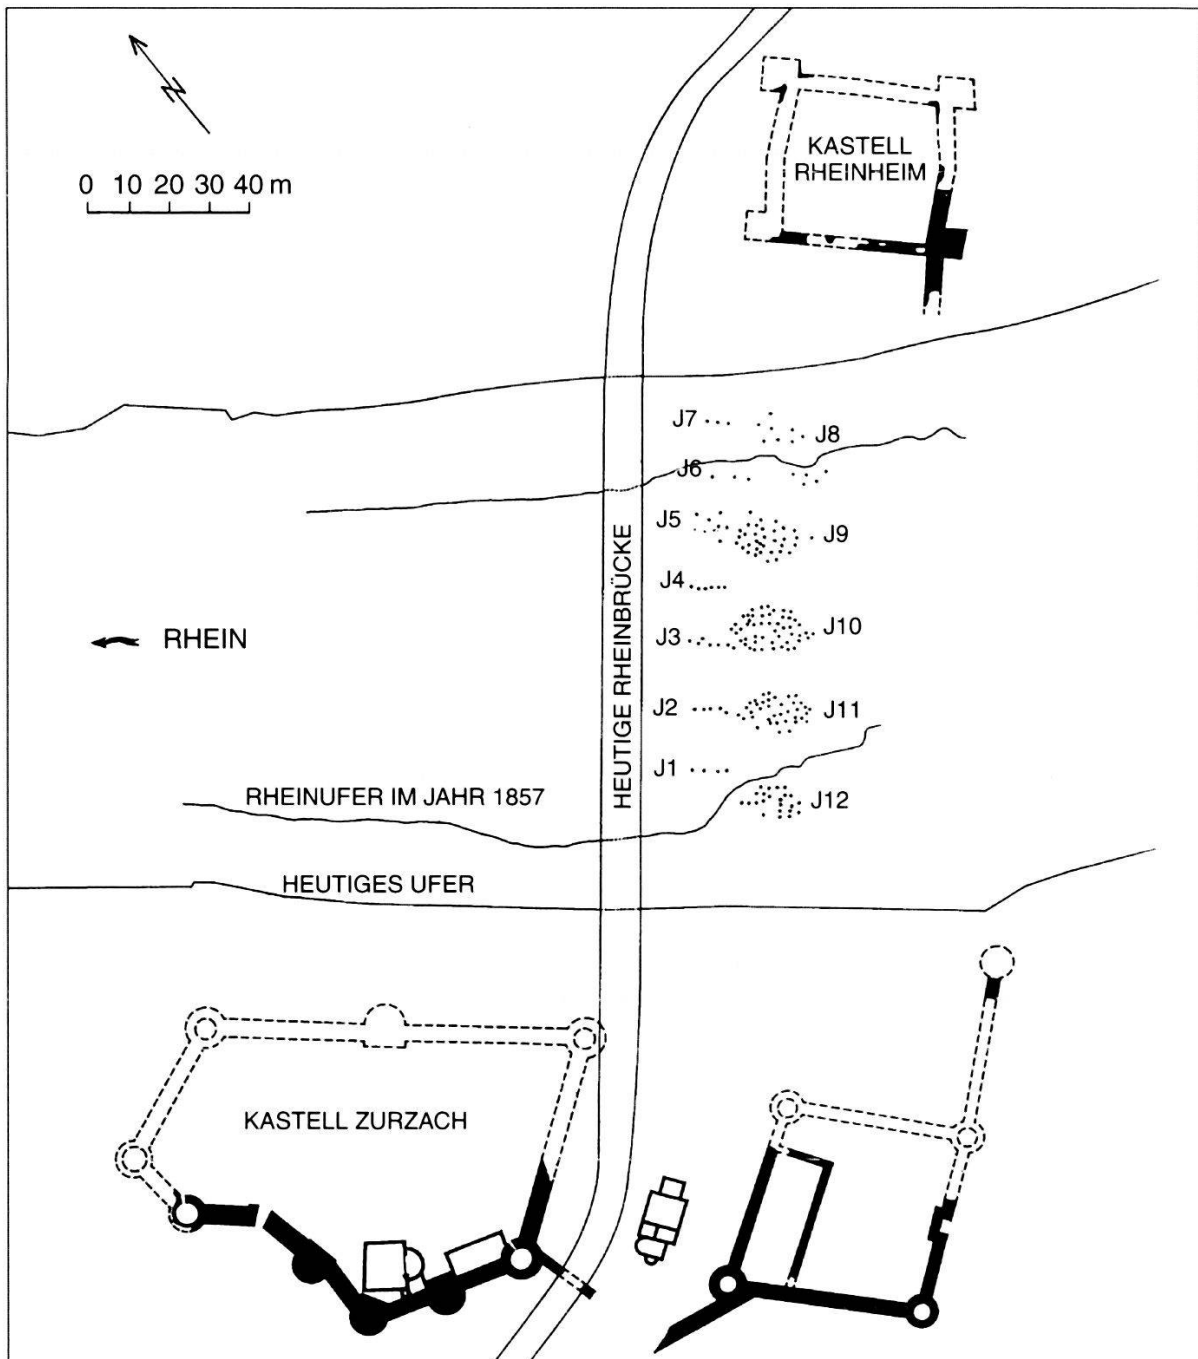 KASTELL
RHEINHEIM
0 10 20 30 40 m
J7
J8
J6
J5
J9
J4
RHEIN
J3
J10
HEUTIGE RHEINBRÜCKE
J2
J11
J1
RHEINUFER IM JAHR 1857
J12
HEUTIGES UFER
KASTELL ZURZACH